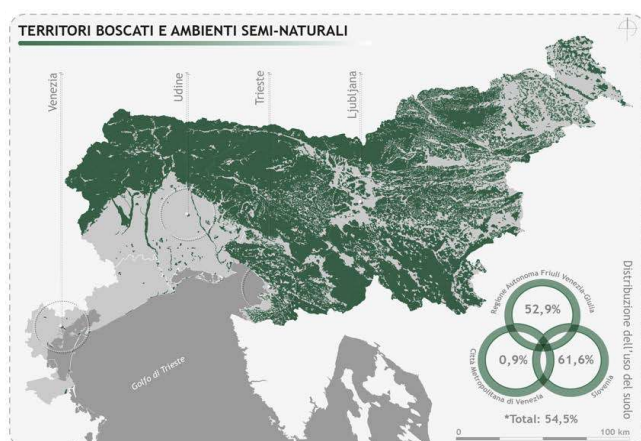 TERRITORI BOSCATI E AMBIENTI SEMI-NATURALI
Venezia
Udine
Trieste
Ljubljana
Golfo di Trieste
Distribuzione dell'uso del suolo
Regione Autonoma Friuli Venezia-Giulia
52,9%
Città Metropolitana di Venezia
0,9%
61,6%
Slovenia
*Total: 54,5%
0
100 km